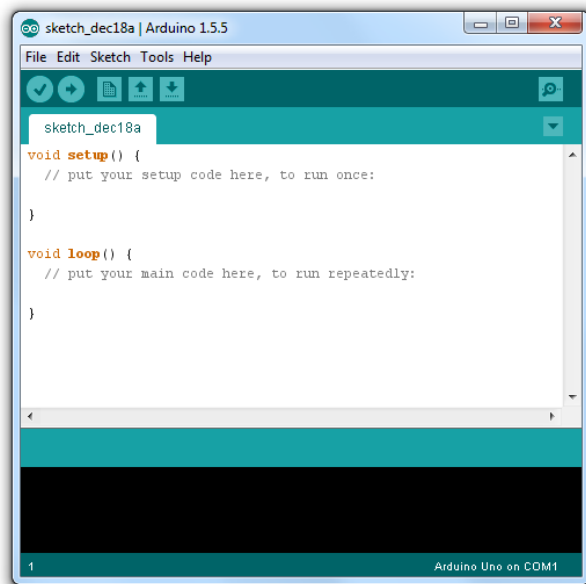 sketch_dec18a | Arduino 1.5.5
File Edit Sketch Tools Help
sketch_dec18a
void setup() {
  // put your setup code here, to run once:
}
void loop() {
  // put your main code here, to run repeatedly:
}
1 Arduino Uno on COM1